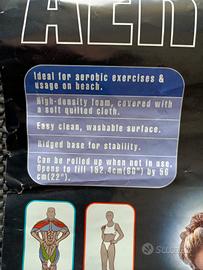 Ideal for aerobic exercises &
usage on beach.
High-density foam, covered with
a soft quilted cloth.
Easy clean, washable surface.
Ridged base for stability.
Can be rolled up when not in use.
Opens to fill 152.4cm(60") by 56
cm(22").
subito